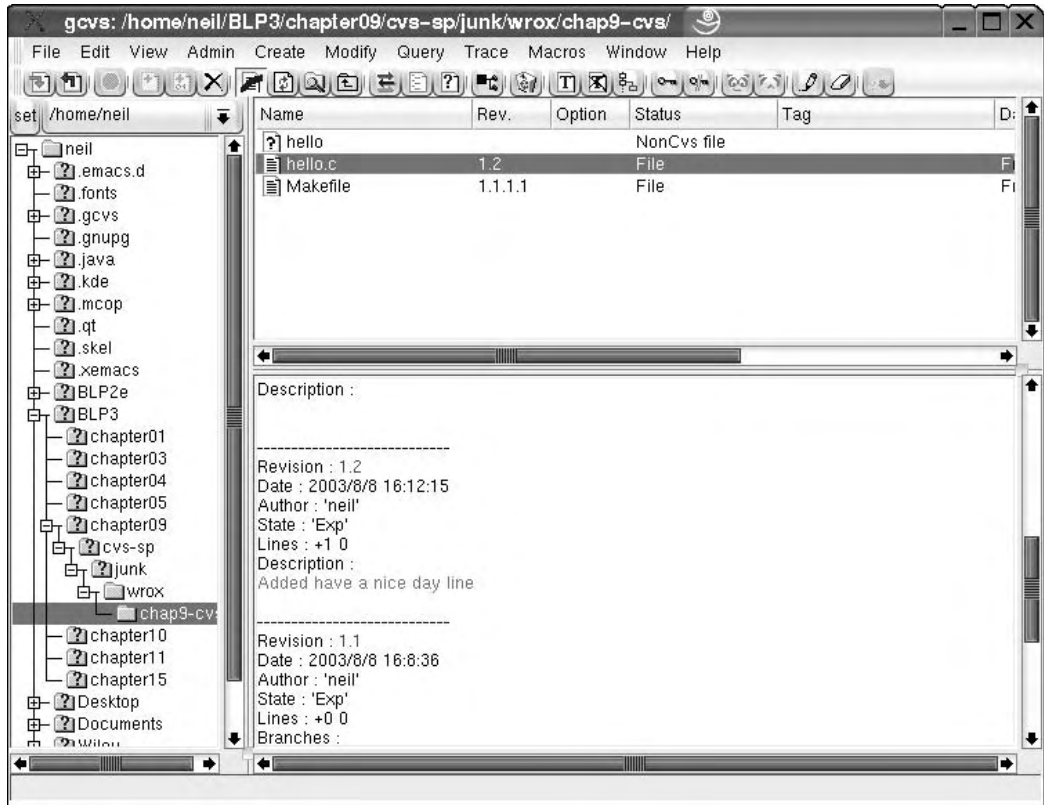 gcvs: /home/neil/BLP3/chapter09/cvs-sp/junk/wrox/chap9-cvs/
File Edit View Admin Create Modify Query Trace Macros Window Help
set /home/neil
neil
.emacs.d
.fonts
.gcvs
.gnupg
.java
.kde
.mcop
.qt
.skel
.xemacs
BLP2e
BLP3
chapter01
chapter03
chapter04
chapter05
chapter09
cvs-sp
junk
wrox
chap9-cvs
chapter10
chapter11
chapter15
Desktop
Documents
Name Rev. Option Status Tag
hello NonCvs file
hello.c 1.2 File
Makefile 1.1.1.1 File
Description :
---------------------------
Revision : 1.2
Date : 2003/8/8 16:12:15
Author : 'neil'
State : 'Exp'
Lines : +1 0
Description :
Added have a nice day line
---------------------------
Revision : 1.1
Date : 2003/8/8 16:8:36
Author : 'neil'
State : 'Exp'
Lines : +0 0
Branches :